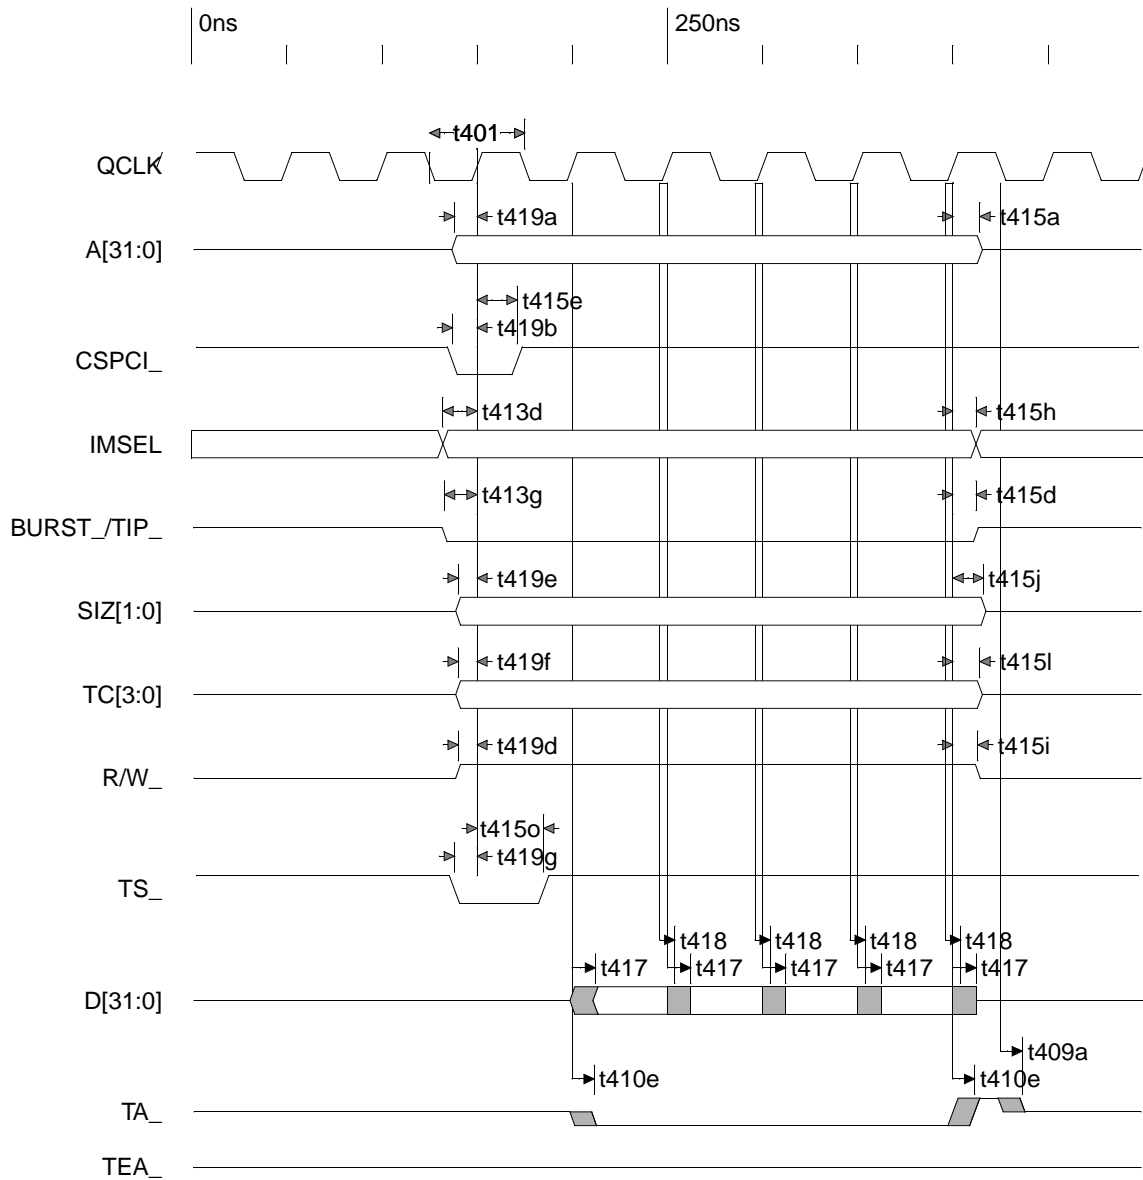 0ns 250ns
t401
QCLK
t419a t415a
A[31:0]
t415e
t419b
CSPCI_
t413d t415h
IMSEL
t413g t415d
BURST_/TIP_
t419e t415j
SIZ[1:0]
t419f t415l
TC[3:0]
t419d t415i
R/W_
t415o
t419g
TS_
t418 t418 t418 t418
t417 t417 t417 t417 t417
D[31:0]
t409a
t410e t410e
TA_
TEA_